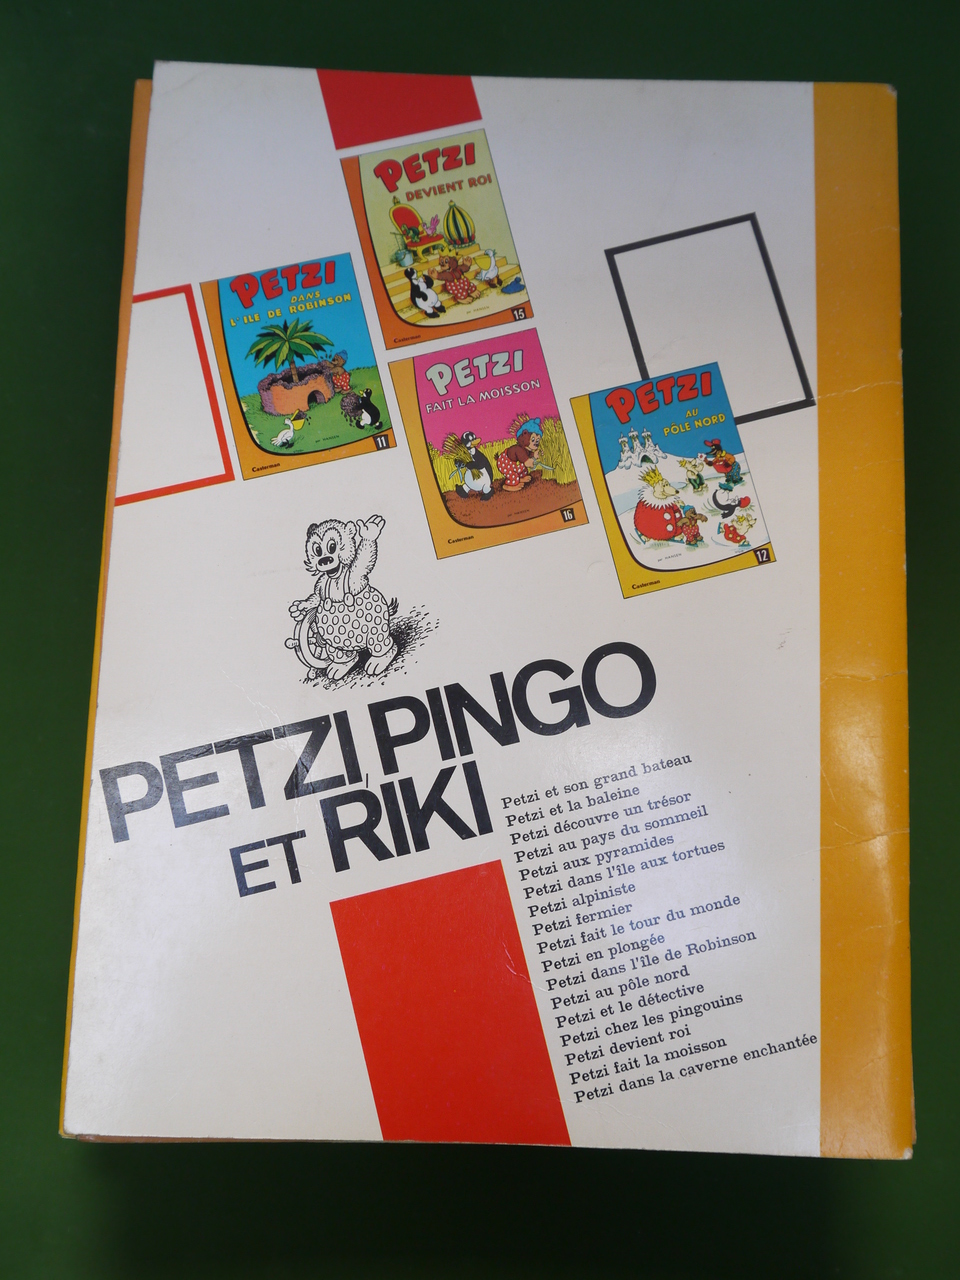 PETZI
DEVIENT ROI
Casterman
15
PETZI
DANS
L'ILE DE ROBINSON
Casterman
11
PETZI
FAIT LA MOISSON
Casterman
16
PETZI
AU
PÔLE NORD
Casterman
12
PETZI, PINGO
ET RIKI
Petzi et son grand bateau
Petzi et la baleine
Petzi découvre un trésor
Petzi au pays du sommeil
Petzi aux pyramides
Petzi dans l'île aux tortues
Petzi alpiniste
Petzi fermier
Petzi fait le tour du monde
Petzi en plongée
Petzi dans l'île de Robinson
Petzi au pôle nord
Petzi et le détective
Petzi chez les pingouins
Petzi devient roi
Petzi fait la moisson
Petzi dans la caverne enchantée